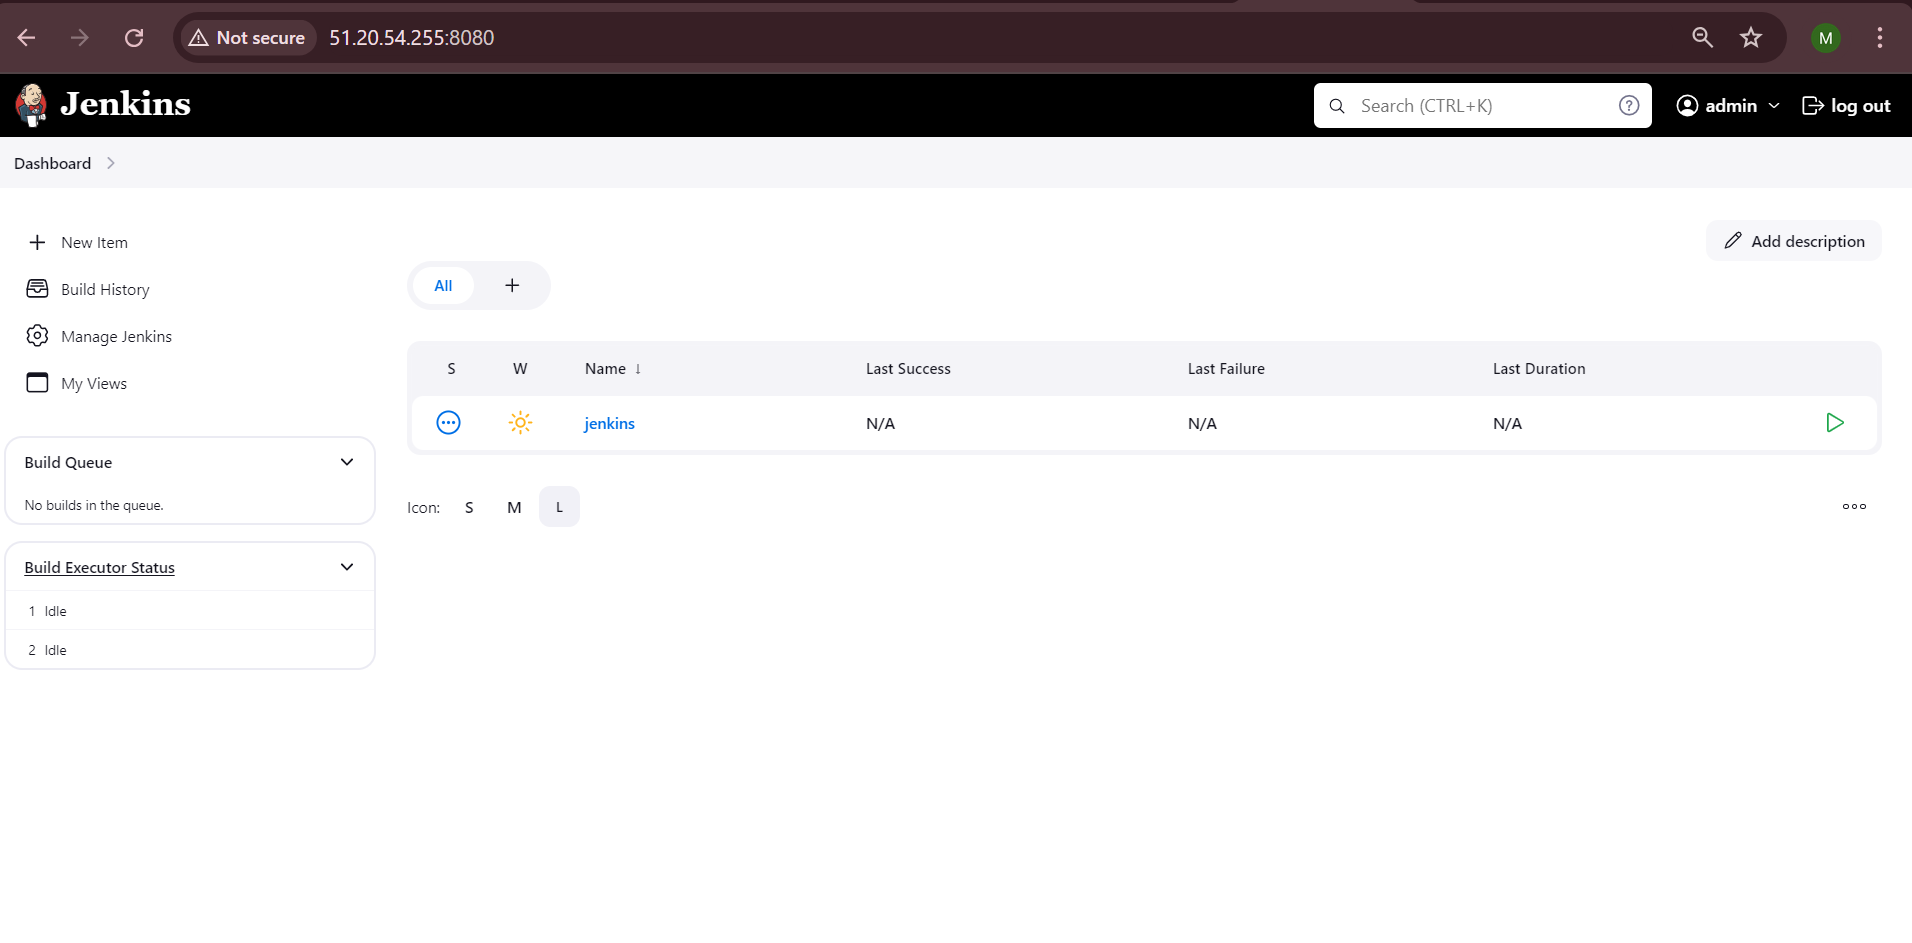 Not secure 51.20.54.255:8080
M
Jenkins
Search (CTRL+K)
?
admin
log out
Dashboard
New Item
Build History
Manage Jenkins
My Views
Add description
All +
S W Name ↓ Last Success Last Failure Last Duration
jenkins N/A N/A N/A
Build Queue
No builds in the queue.
Icon: S M L
Build Executor Status
1 Idle
2 Idle